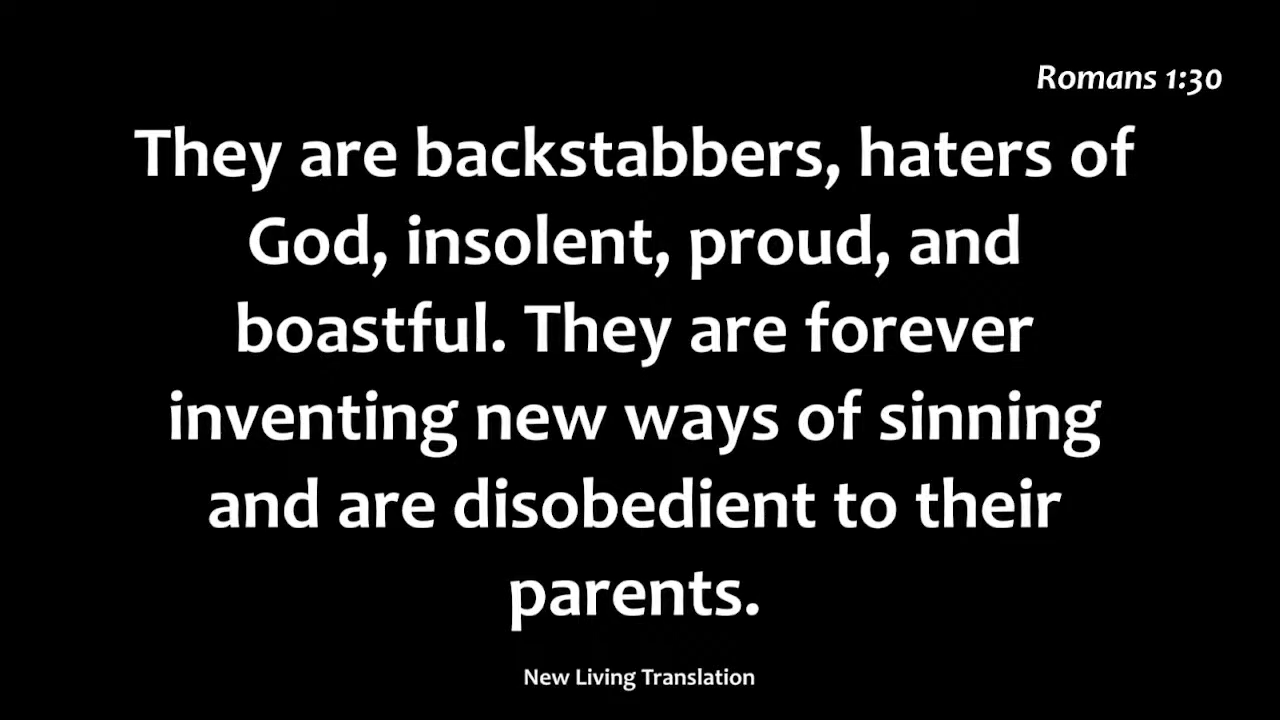 Romans 1:30
They are backstabbers, haters of
God, insolent, proud, and
boastful. They are forever
inventing new ways of sinning
and are disobedient to their
parents.
New Living Translation